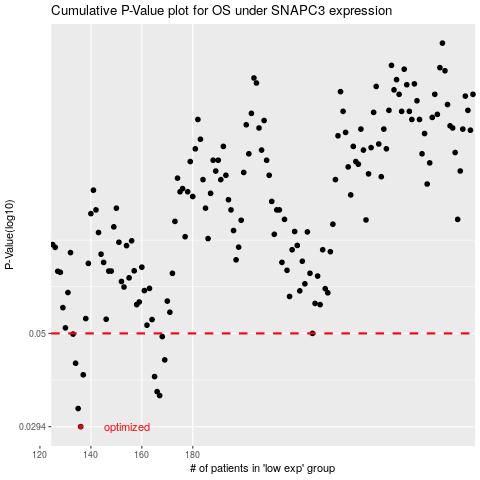 Cumulative P-Value plot for OS under SNAPC3 expression
P-Value(log10)
0.05
0.0294
optimized
120 140 160 180
# of patients in 'low exp' group